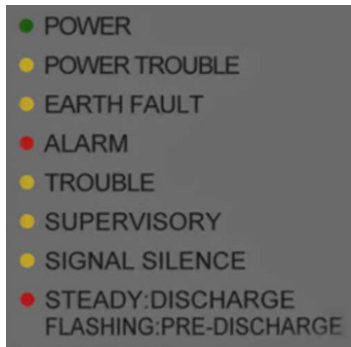 POWER
POWER TROUBLE
EARTH FAULT
ALARM
TROUBLE
SUPERVISORY
SIGNAL SILENCE
STEADY:DISCHARGE
FLASHING:PRE-DISCHARGE